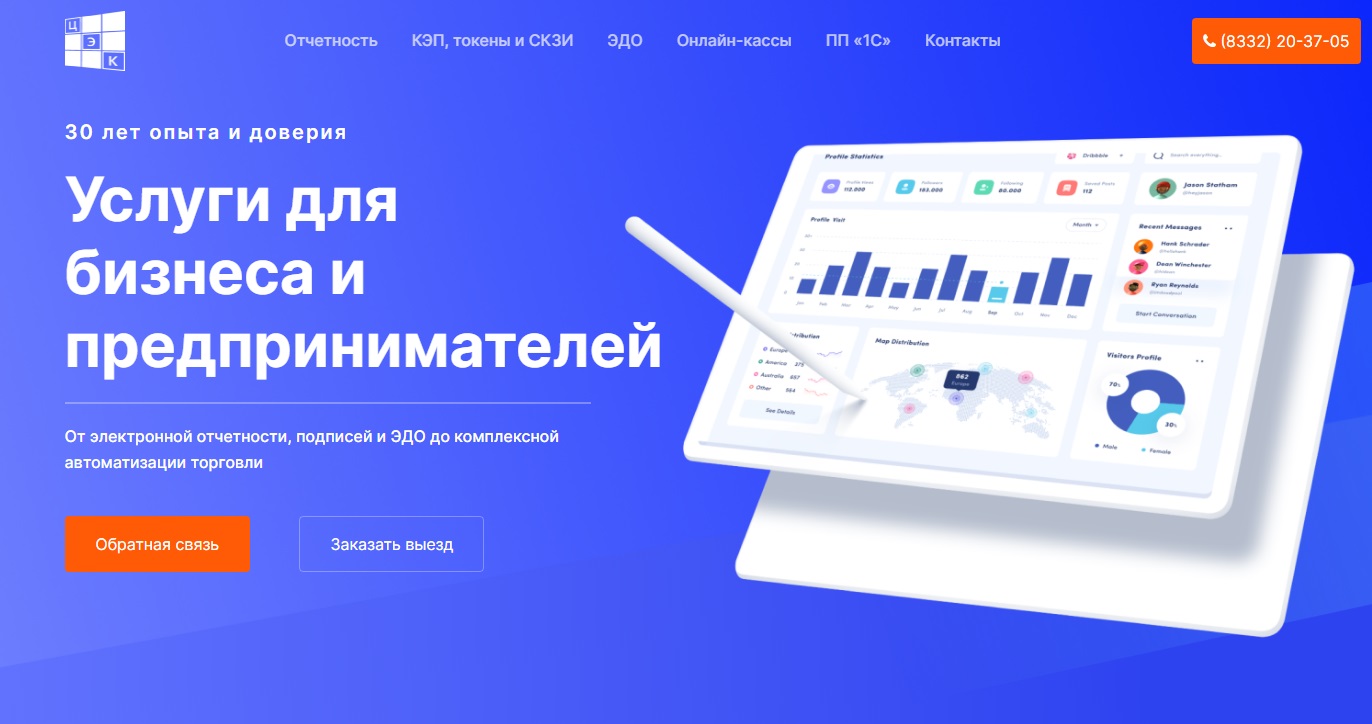 Ц
Э
К
Отчетность КЭП, токены и СКЗИ ЭДО Онлайн-кассы ПП «1С» Контакты
(8332) 20-37-05
30 лет опыта и доверия
Услуги для
бизнеса и
предпринимателей
От электронной отчетности, подписей и ЭДО до комплексной
автоматизации торговли
Обратная связь Заказать выезд
Profile Statistics
Dribbble
Search everything...
Profile Views
112.000
Followers
183.000
Following
80.000
Saved Posts
112
Jason Statham
Profile Visit
Month
Jan Feb Mar Apr May Jun Jul Aug Sep Oct Nov Dec
Recent Messages
Hank Schrader
Dean Winchester
Ryan Reynolds
Start Conversation
Europe
America 375
Australia 657
Other 564
See Details
Map Distribution
862
Europe
Visitors Profile
70%
30%
Male Female